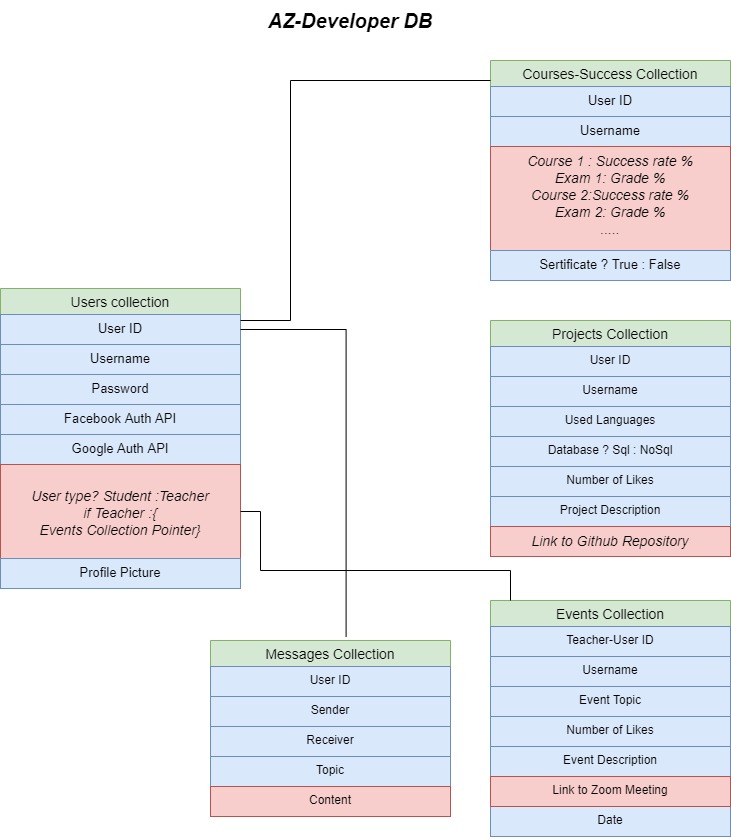 AZ-Developer DB
Courses-Success Collection
User ID
Username
Course 1 : Success rate %
Exam 1: Grade %
Course 2:Success rate %
Exam 2: Grade %
.....
Sertificate ? True : False
Users collection
User ID
Username
Password
Facebook Auth API
Google Auth API
User type? Student :Teacher
if Teacher :{
Events Collection Pointer}
Profile Picture
Projects Collection
User ID
Username
Used Languages
Database ? Sql : NoSql
Number of Likes
Project Description
Link to Github Repository
Messages Collection
User ID
Sender
Receiver
Topic
Content
Events Collection
Teacher-User ID
Username
Event Topic
Number of Likes
Event Description
Link to Zoom Meeting
Date